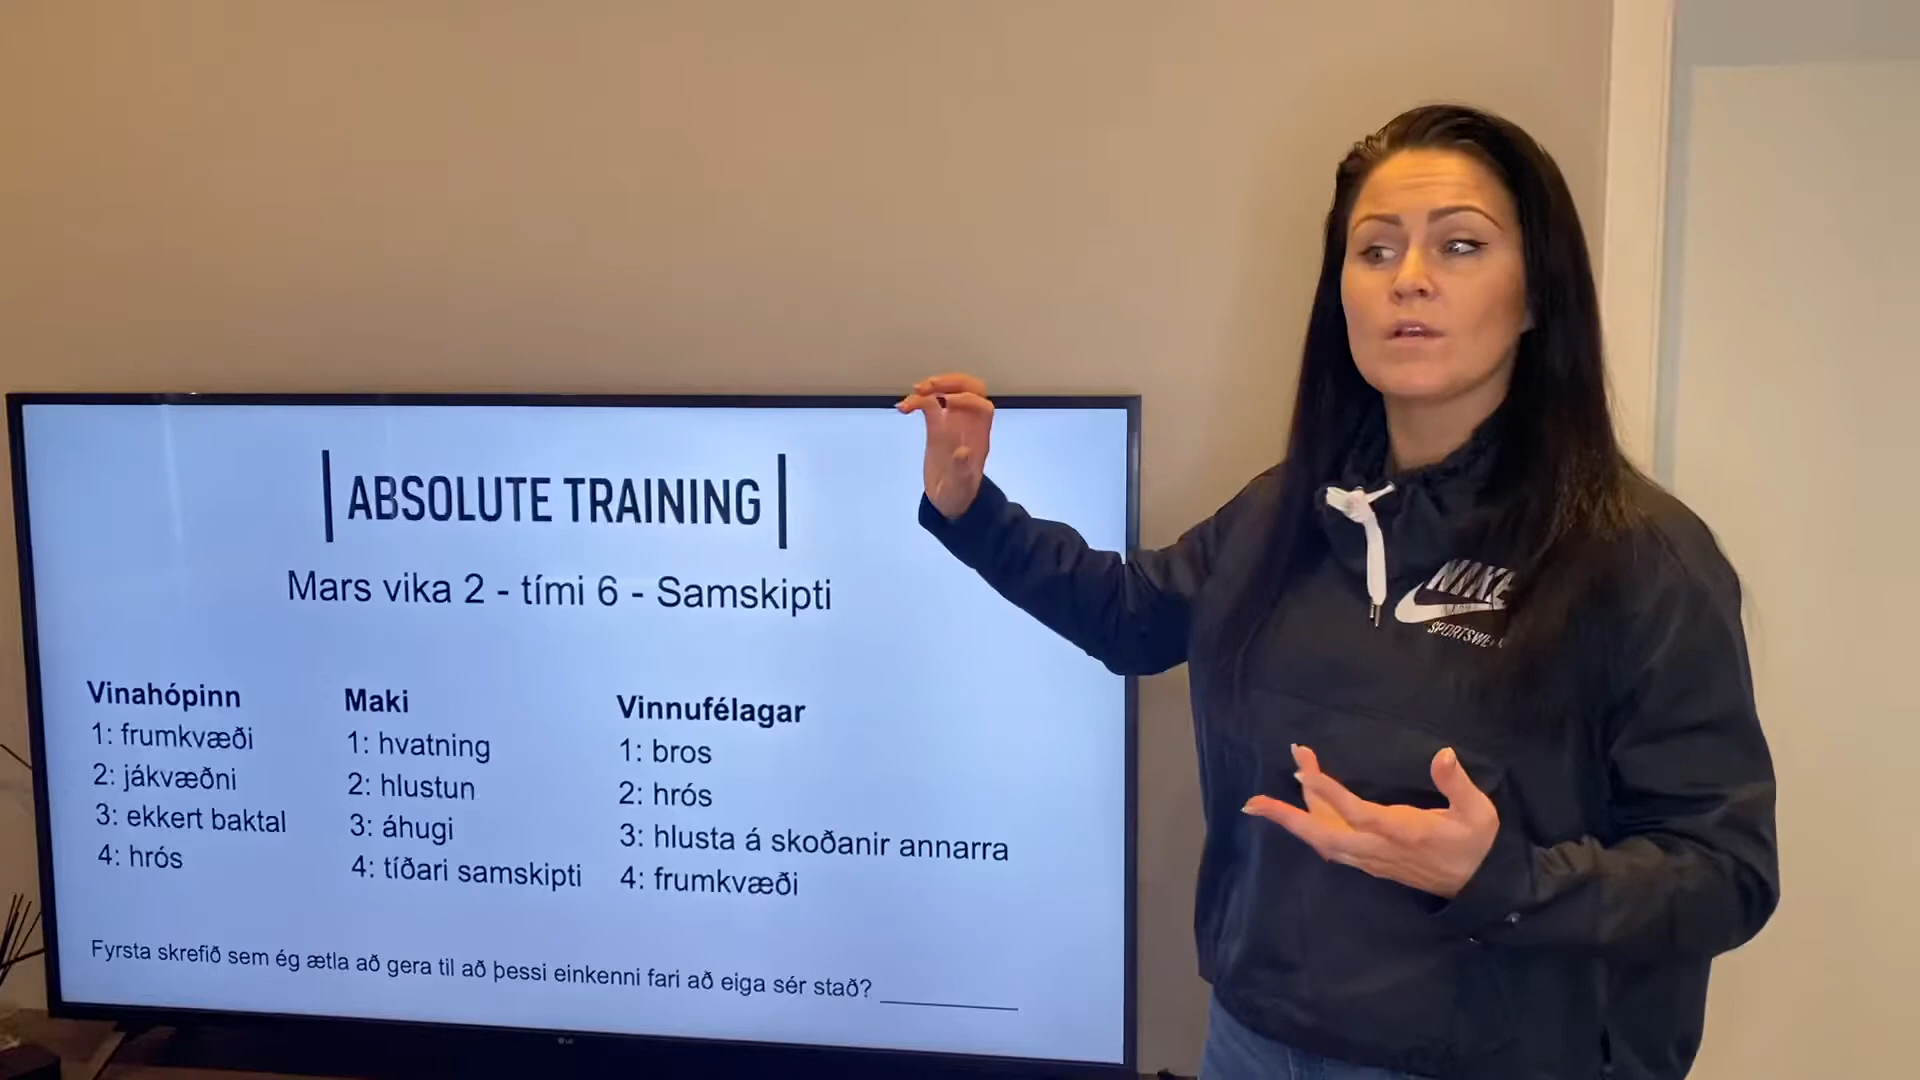 ABSOLUTE TRAINING
Mars vika 2 - tími 6 - Samskipti
Vinahópinn
1: frumkvæði
2: jákvæðni
3: ekkert baktal
4: hrós
Maki
1: hvatning
2: hlustun
3: áhugi
4: tíðari samskipti
Vinnufélagar
1: bros
2: hrós
3: hlusta á skoðanir annarra
4: frumkvæði
Fyrsta skrefið sem ég ætla að gera til að þessi einkenni fari að eiga sér stað? ________
LG
NIKE